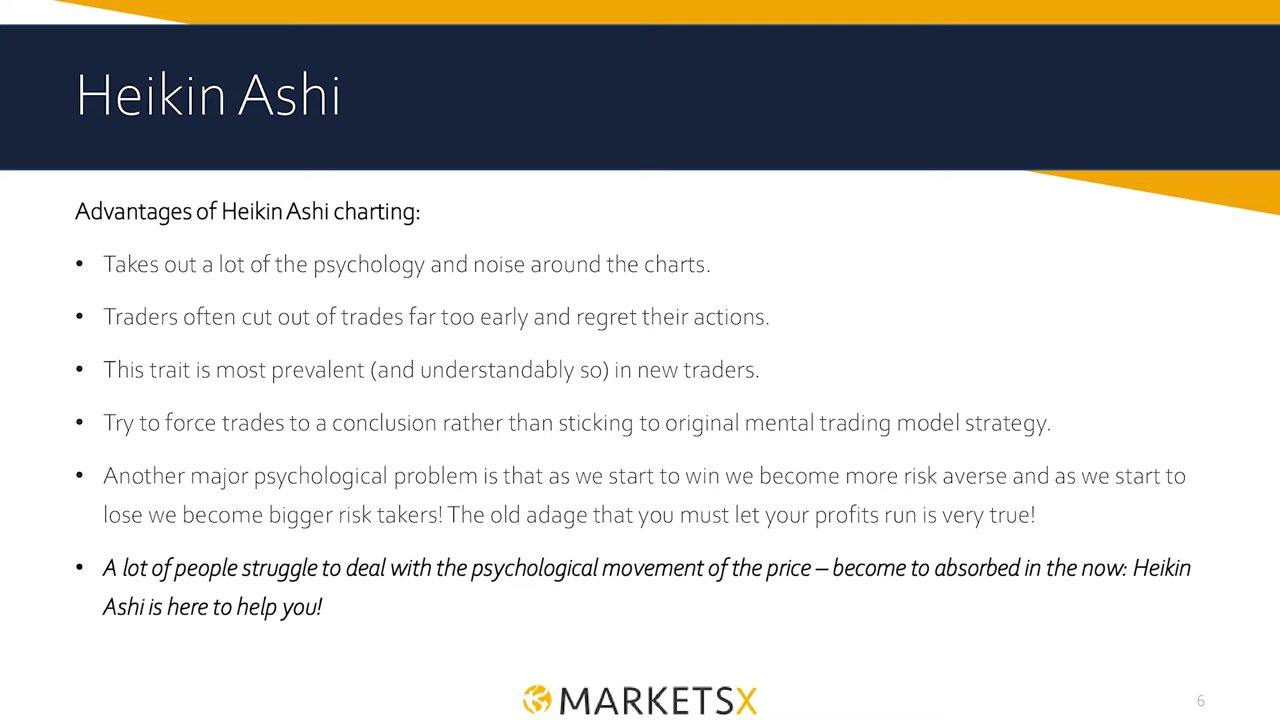 Heikin Ashi
Advantages of Heikin Ashi charting:
• Takes out a lot of the psychology and noise around the charts.
• Traders often cut out of trades far too early and regret their actions.
• This trait is most prevalent (and understandably so) in new traders.
• Try to force trades to a conclusion rather than sticking to original mental trading model strategy.
• Another major psychological problem is that as we start to win we become more risk averse and as we start to
lose we become bigger risk takers! The old adage that you must let your profits run is very true!
• A lot of people struggle to deal with the psychological movement of the price – become to absorbed in the now: Heikin
Ashi is here to help you!
MARKETSX
6